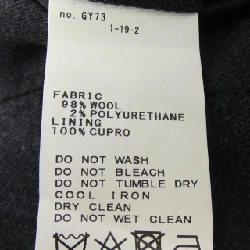 no. GY73
1-19-2
FABRIC
98% WOOL
2% POLYURETHANE
LINING
100% CUPRO
DO NOT WASH
DO NOT BLEACH
DO NOT TUMBLE DRY
COOL IRON
DRY CLEAN
DO NOT WET CLEAN